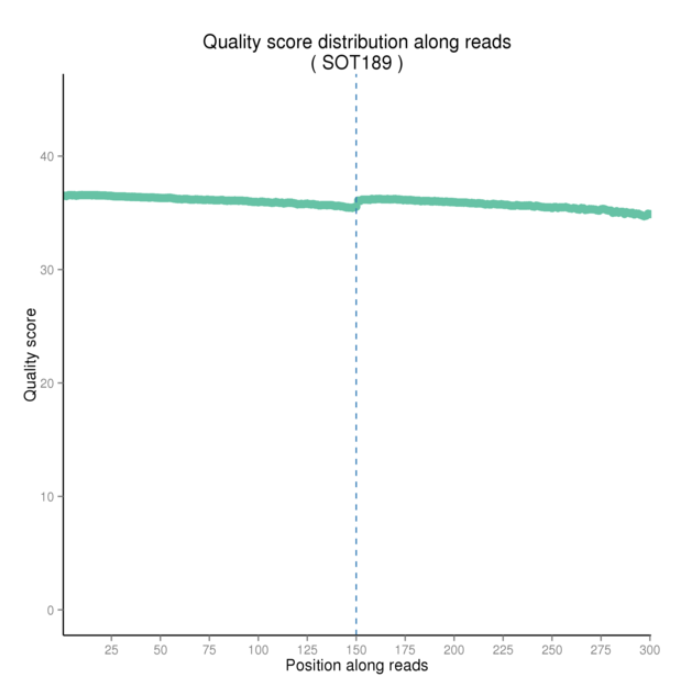 Quality score distribution along reads
( SOT189 )
Quality score
40
30
20
10
0
25 50 75 100 125 150 175 200 225 250 275 300
Position along reads